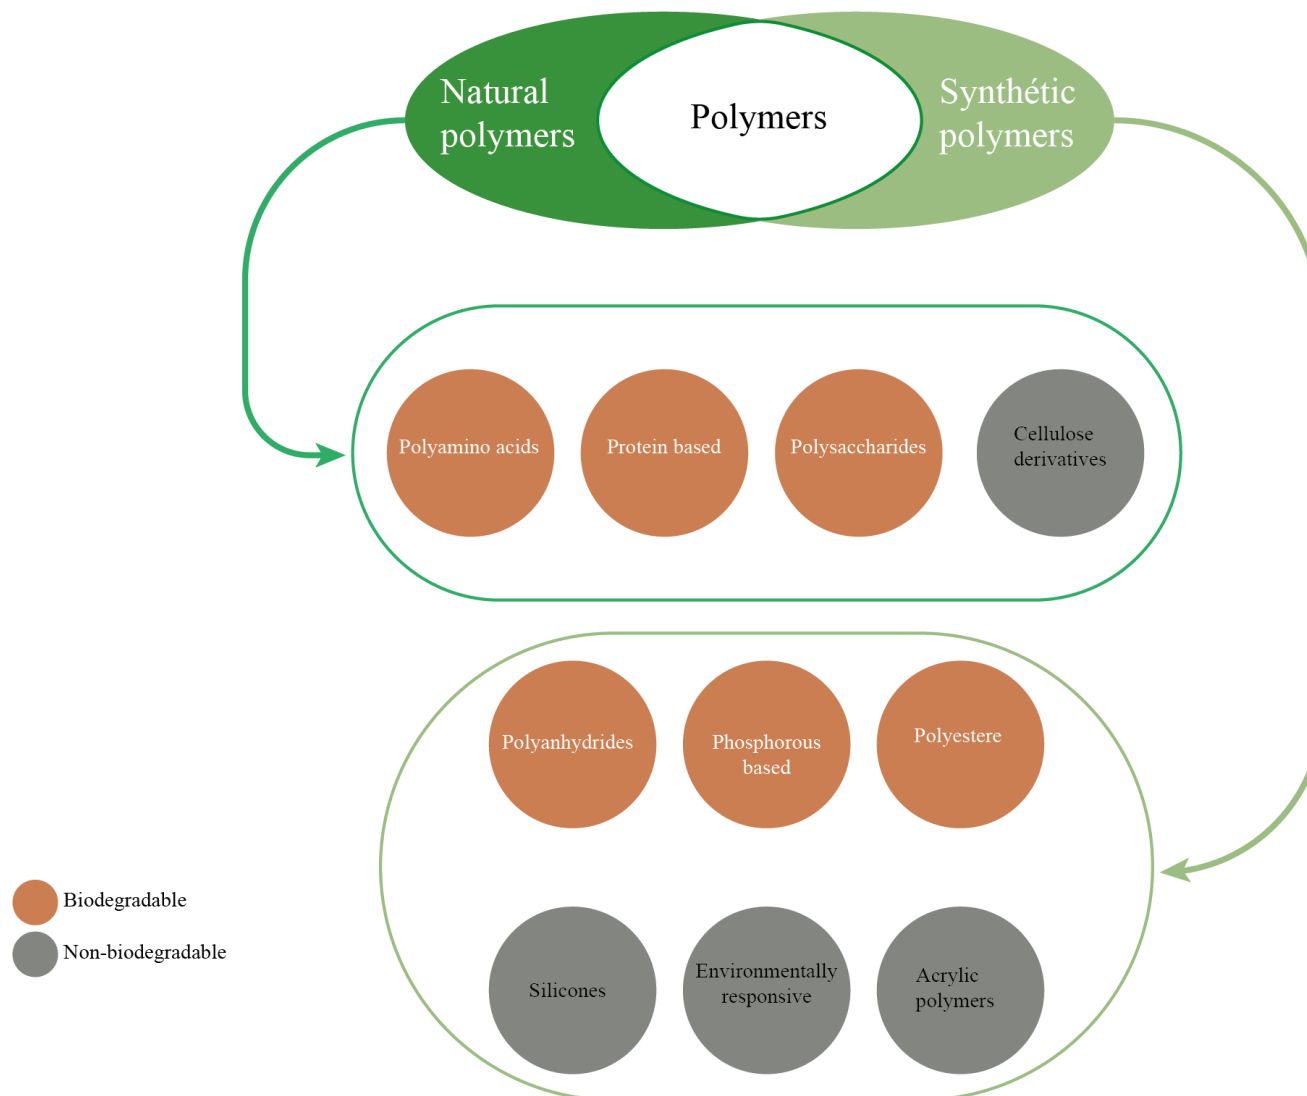 Natural
polymers
Polymers
Synthétic
polymers
Polyamino acids
Protein based
Polysaccharides
Cellulose
derivatives
Polyanhydrides
Phosphorous
based
Polyestere
Biodegradable
Non-biodegradable
Silicones
Environmentally
responsive
Acrylic
polymers